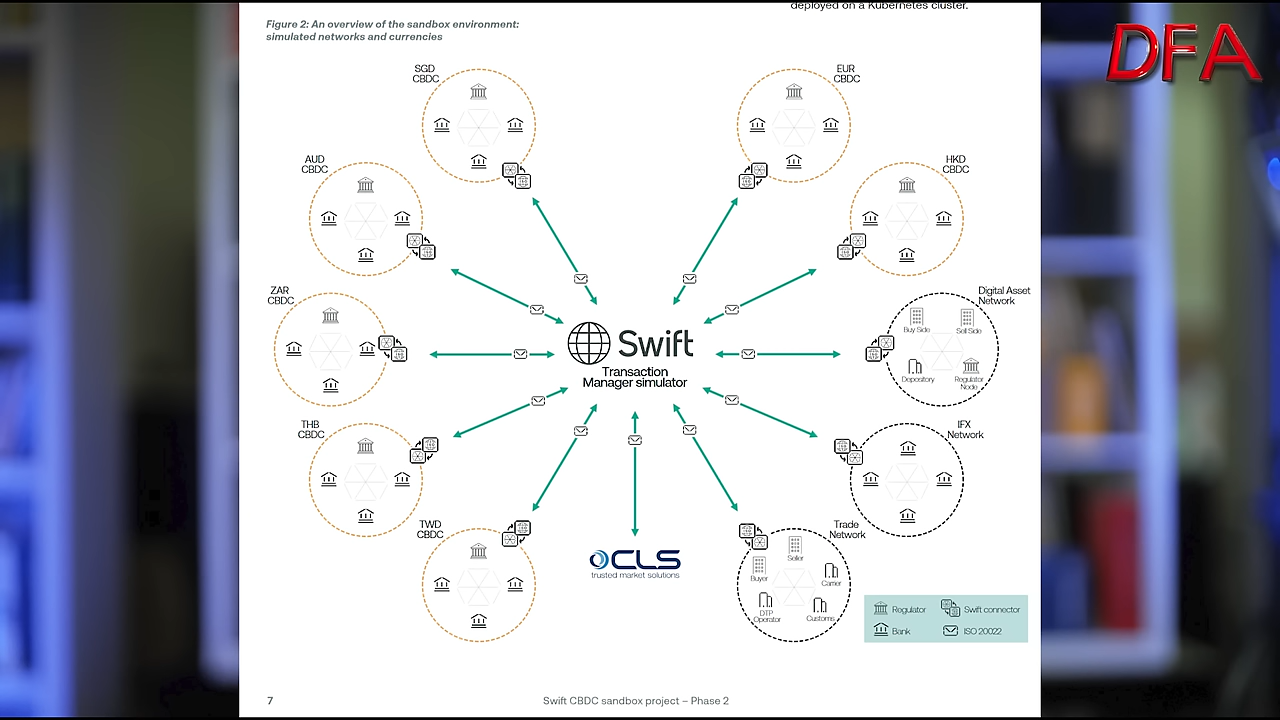 deployed on a Kubernetes cluster.
Figure 2: An overview of the sandbox environment:
simulated networks and currencies
DFA
SGD
CBDC
EUR
CBDC
AUD
CBDC
HKD
CBDC
ZAR
CBDC
Digital Asset
Network
Buy Side
Sell Side
Depository
Regulator
Node
Swift
Transaction
Manager simulator
THB
CBDC
IFX
Network
TWD
CBDC
CLS
trusted market solutions
Trade
Network
Seller
Buyer
Carrier
DTP
Operator
Customs
Regulator
Swift connector
Bank
ISO 20022
7
Swift CBDC sandbox project – Phase 2